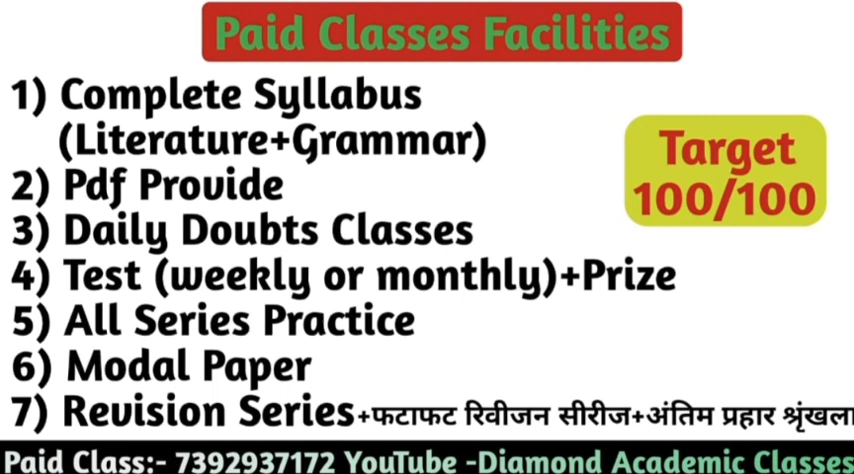 Paid Classes Facilities
1) Complete Syllabus
(Literature+Grammar)
2) Pdf Provide
3) Daily Doubts Classes
4) Test (weekly or monthly)+Prize
5) All Series Practice
6) Modal Paper
7) Revision Series+फटाफट रिवीजन सीरीज+अंतिम प्रहार श्रृंखला
Target
100/100
Paid Class:- 7392937172 YouTube -Diamond Academic Classes